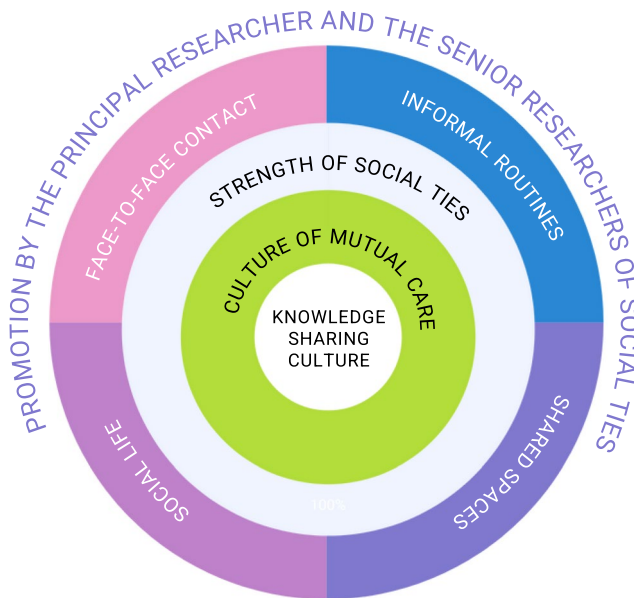 PROMOTION BY THE PRINCIPAL RESEARCHER AND THE SENIOR RESEARCHERS OF SOCIAL TIES
FACE-TO-FACE CONTACT
INFORMAL ROUTINES
STRENGTH OF SOCIAL TIES
CULTURE OF MUTUAL CARE
KNOWLEDGE
SHARING
CULTURE
SOCIAL LIFE
SHARED SPACES
100%